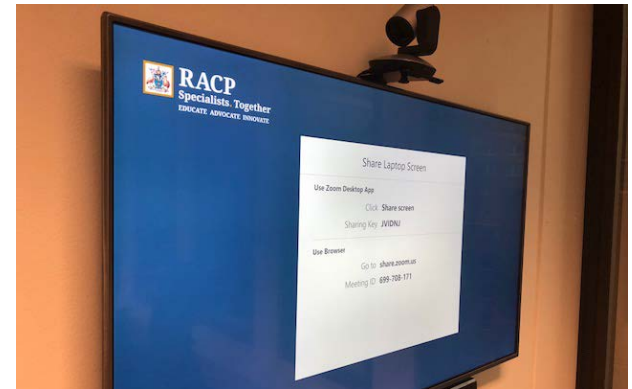 RACP
Specialists. Together
EDUCATE ADVOCATE INNOVATE
Share Laptop Screen
Use Zoom Desktop App
Click Share screen
Sharing Key JVIDNJ
Use Browser
Go to share.zoom.us
Meeting ID 699-708-171